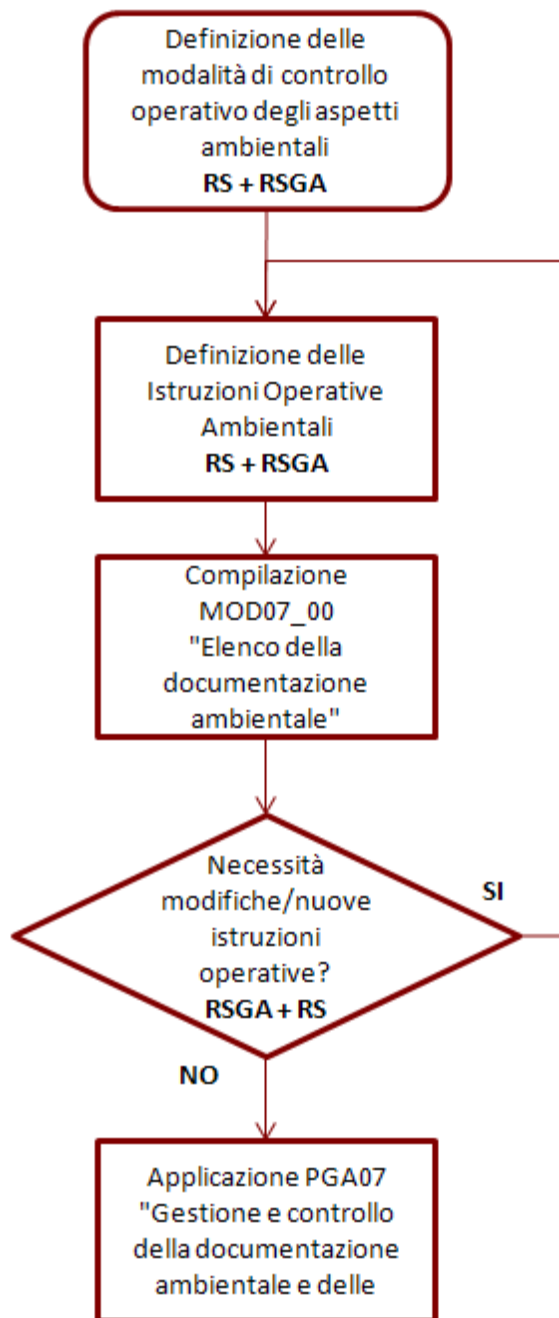 Definizione delle
modalità di controllo
operativo degli aspetti
ambientali
RS + RSGA
Definizione delle
Istruzioni Operative
Ambientali
RS + RSGA
Compilazione
MOD07_00
"Elenco della
documentazione
ambientale"
Necessità
modifiche/nuove
istruzioni
operative?
RSGA + RS
SI
NO
Applicazione PGA07
"Gestione e controllo
della documentazione
ambientale e delle